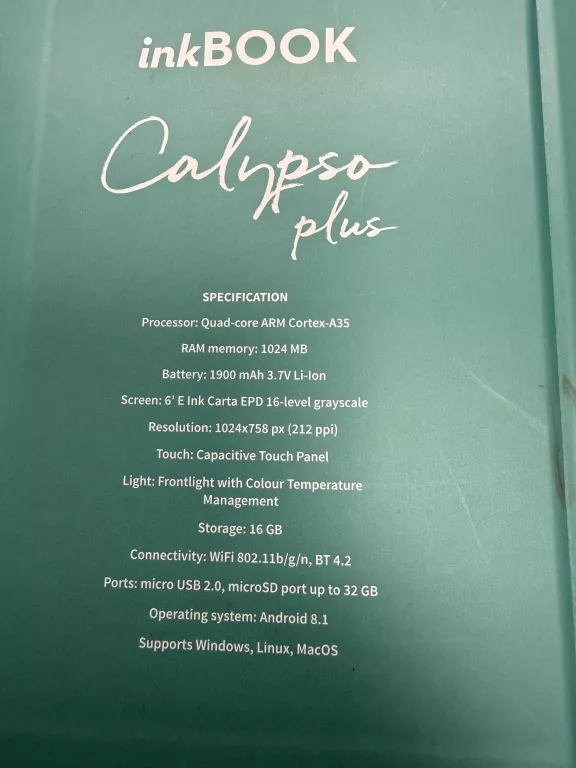 inkBOOK
Calypso
plus
SPECIFICATION
Processor: Quad-core ARM Cortex-A35
RAM memory: 1024 MB
Battery: 1900 mAh 3.7V Li-Ion
Screen: 6' E Ink Carta EPD 16-level grayscale
Resolution: 1024x758 px (212 ppi)
Touch: Capacitive Touch Panel
Light: Frontlight with Colour Temperature
Management
Storage: 16 GB
Connectivity: WiFi 802.11b/g/n, BT 4.2
Ports: micro USB 2.0, microSD port up to 32 GB
Operating system: Android 8.1
Supports Windows, Linux, MacOS